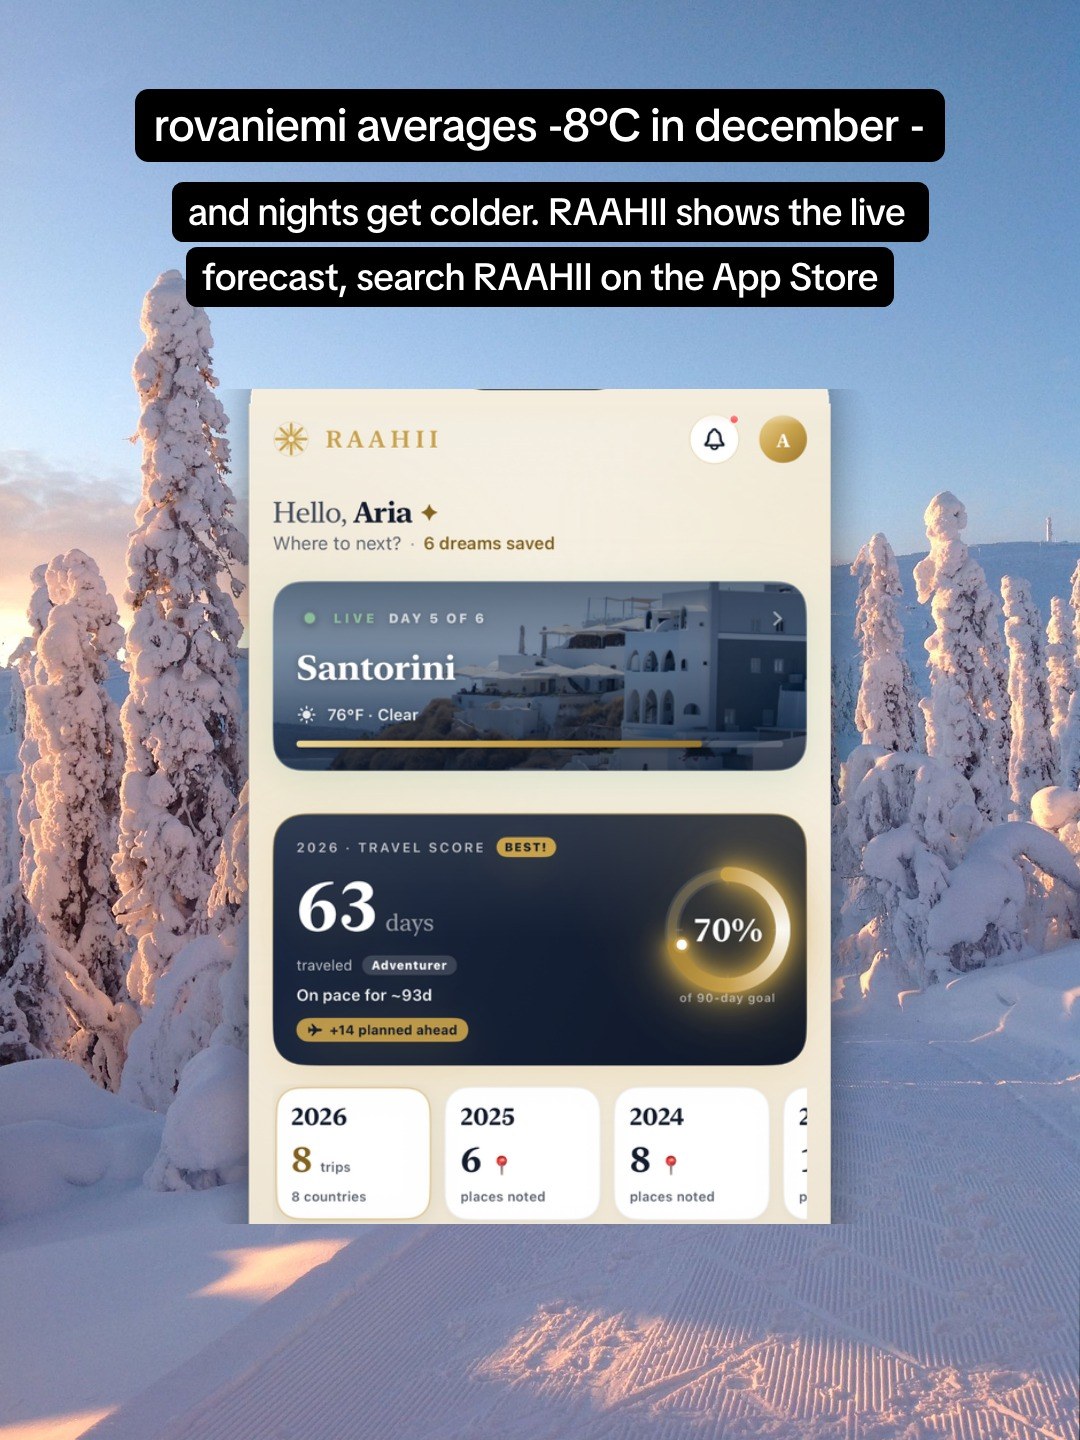 rovaniemi averages -8°C in december -
and nights get colder. RAAHII shows the live
forecast, search RAAHII on the App Store
RAAHII
A
Hello, Aria
Where to next? · 6 dreams saved
LIVE DAY 5 OF 6
Santorini
76°F · Clear
2026 · TRAVEL SCORE BEST!
63 days
70%
traveled Adventurer
On pace for ~93d
of 90-day goal
+14 planned ahead
2026 2025 2024
8 trips 6 8
8 countries places noted places noted